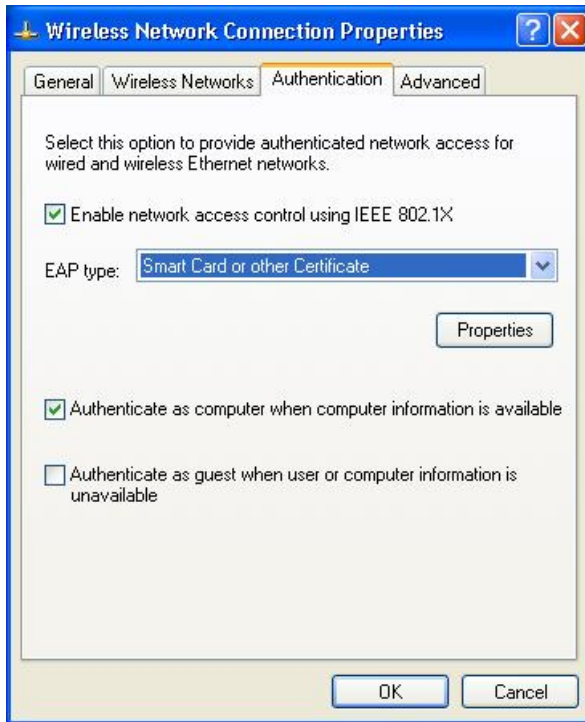 Wireless Network Connection Properties
General Wireless Networks Authentication Advanced
Select this option to provide authenticated network access for
wired and wireless Ethernet networks.
Enable network access control using IEEE 802.1X
EAP type: Smart Card or other Certificate
Properties
Authenticate as computer when computer information is available
Authenticate as guest when user or computer information is
unavailable
OK Cancel